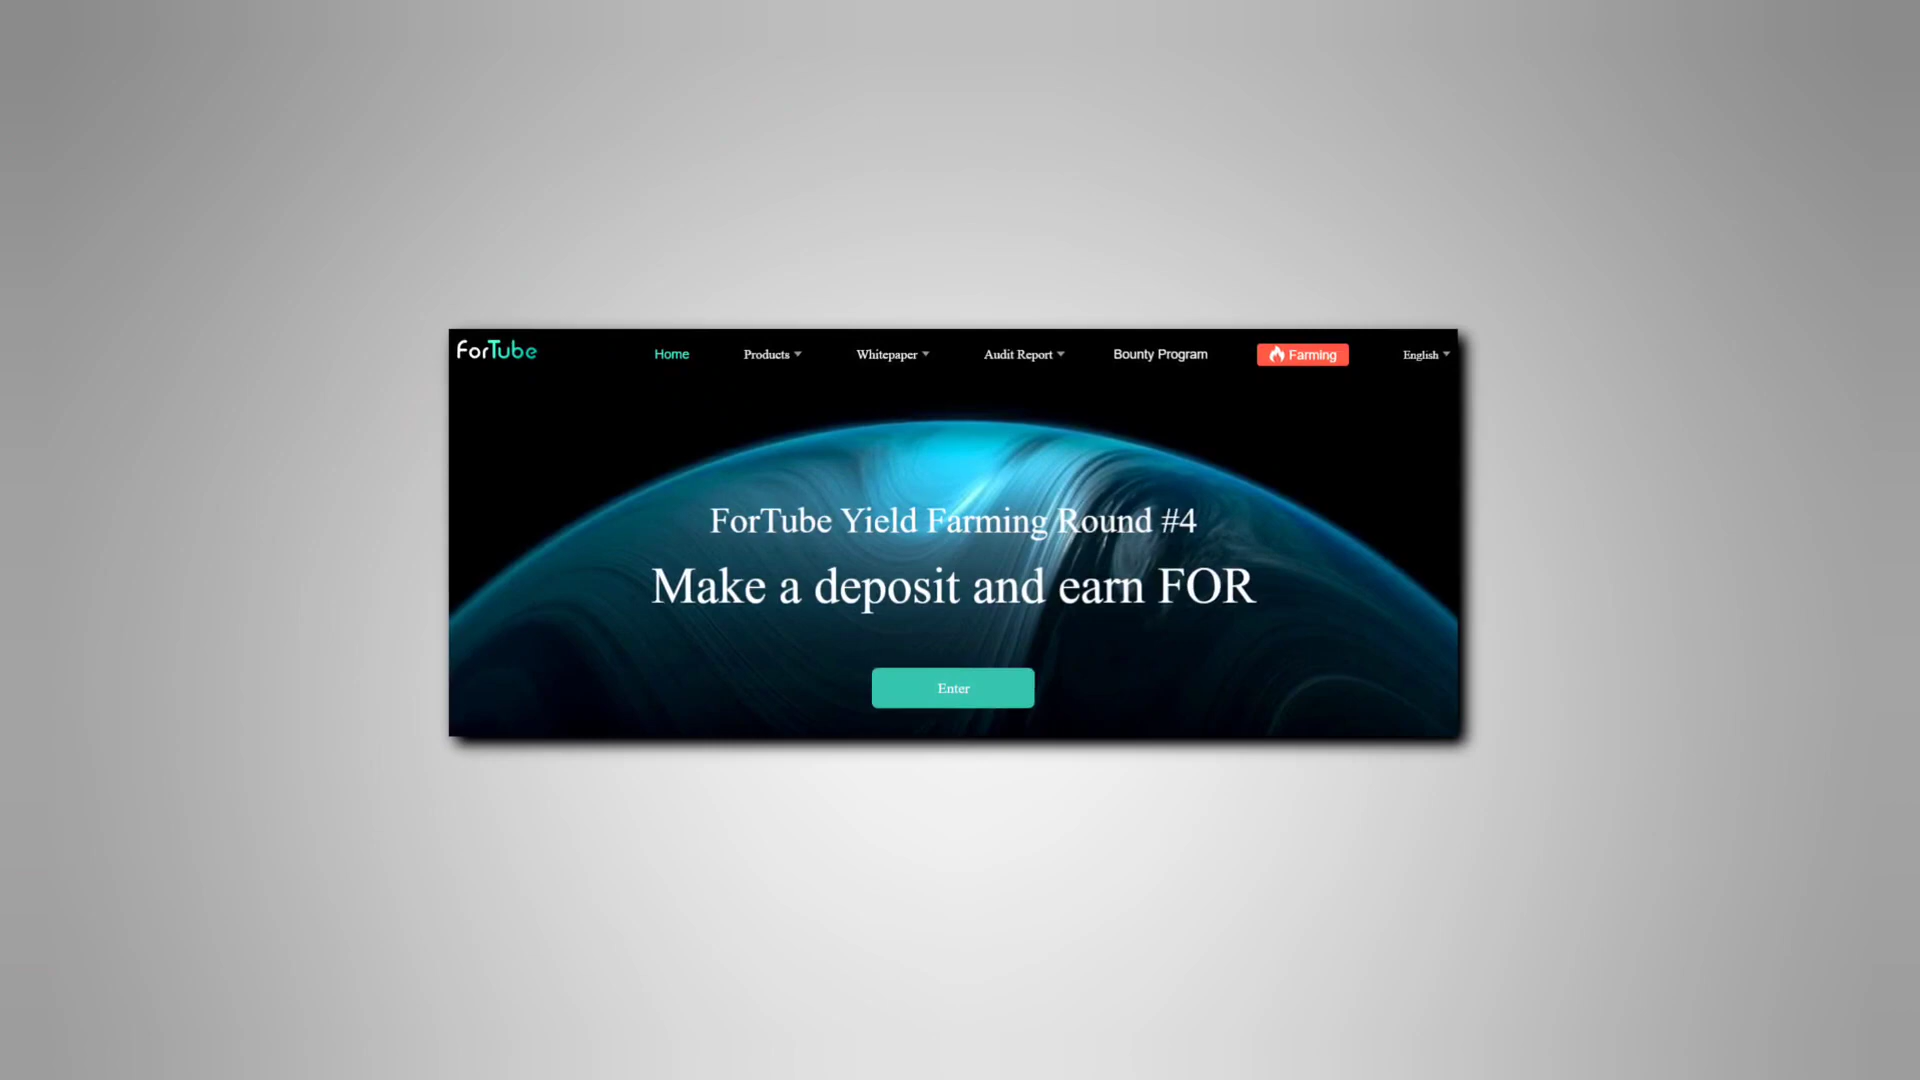 ForTube
Home Products Whitepaper Audit Report Bounty Program Farming English
ForTube Yield Farming Round #4
Make a deposit and earn FOR
Enter